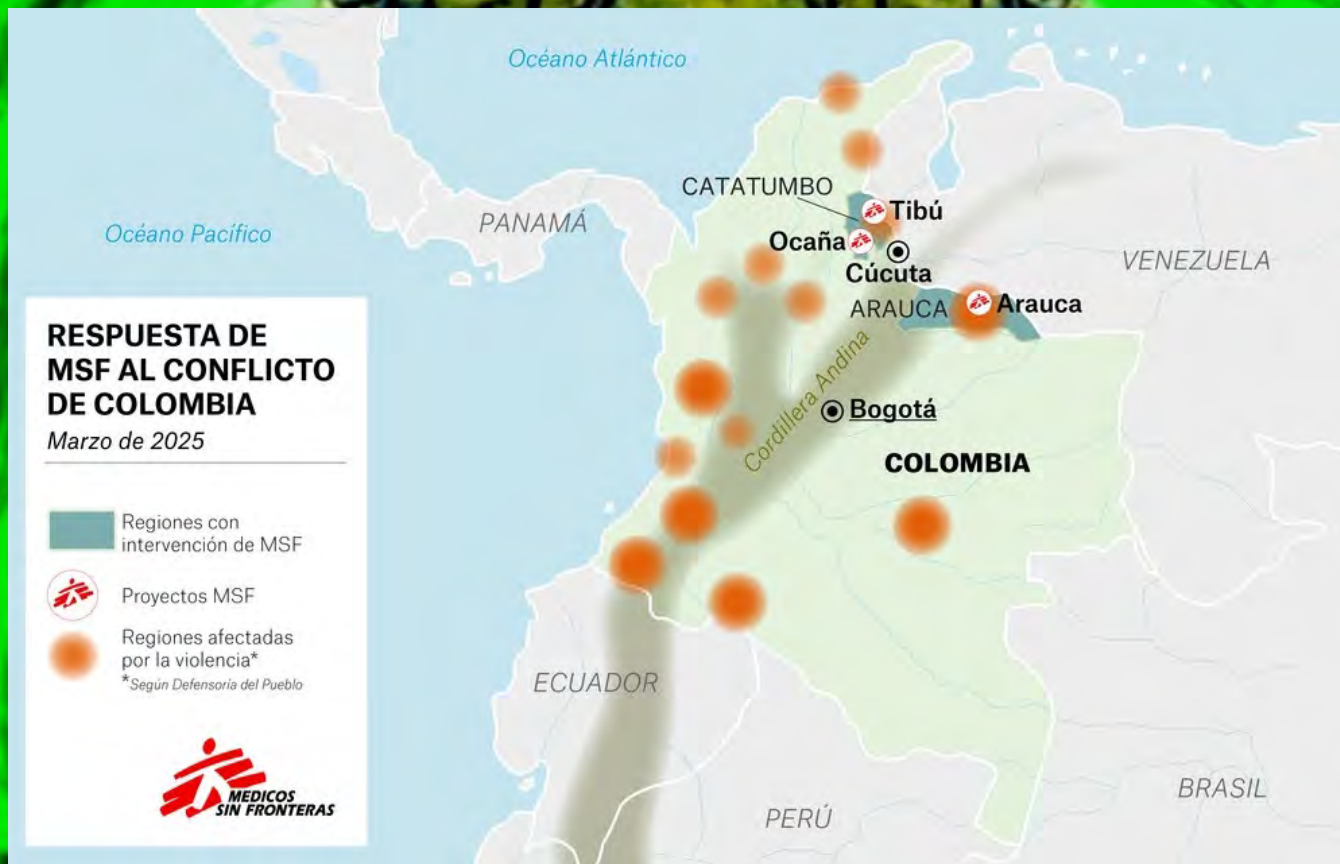 Océano Atlántico
CATATUMBO
Tibú
PANAMÁ
Océano Pacífico
Ocaña
Cúcuta
VENEZUELA
ARAUCA
Arauca
Cordillera Andina
Bogotá
COLOMBIA
RESPUESTA DE
MSF AL CONFLICTO
DE COLOMBIA
Marzo de 2025
Regiones con
intervención de MSF
Proyectos MSF
Regiones afectadas
por la violencia*
*Según Defensoría del Pueblo
MEDICOS
SIN FRONTERAS
ECUADOR
PERÚ
BRASIL